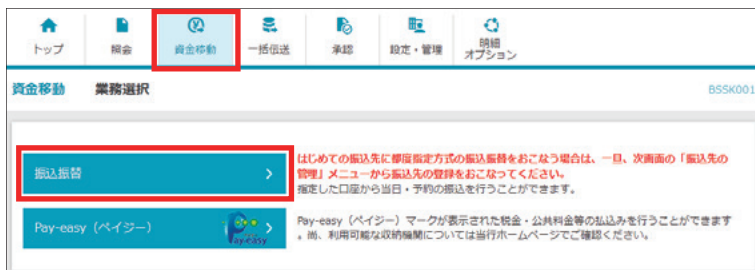 トップ
照会
資金移動
一括伝送
承認
設定・管理
明細
オプション
資金移動 業務選択 BSSK001
振込振替
はじめての振込先に都度指定方式の振込振替をおこなう場合は、一旦、次画面の「振込先の
管理」メニューから振込先の登録をおこなってください。
指定した口座から当日・予約の振込を行うことができます。
Pay-easy(ペイジー)
Pay-easy
Pay-easy(ペイジー)マークが表示された税金・公共料金等の払込みを行うことができます
。尚、利用可能な収納機関については当行ホームページでご確認ください。